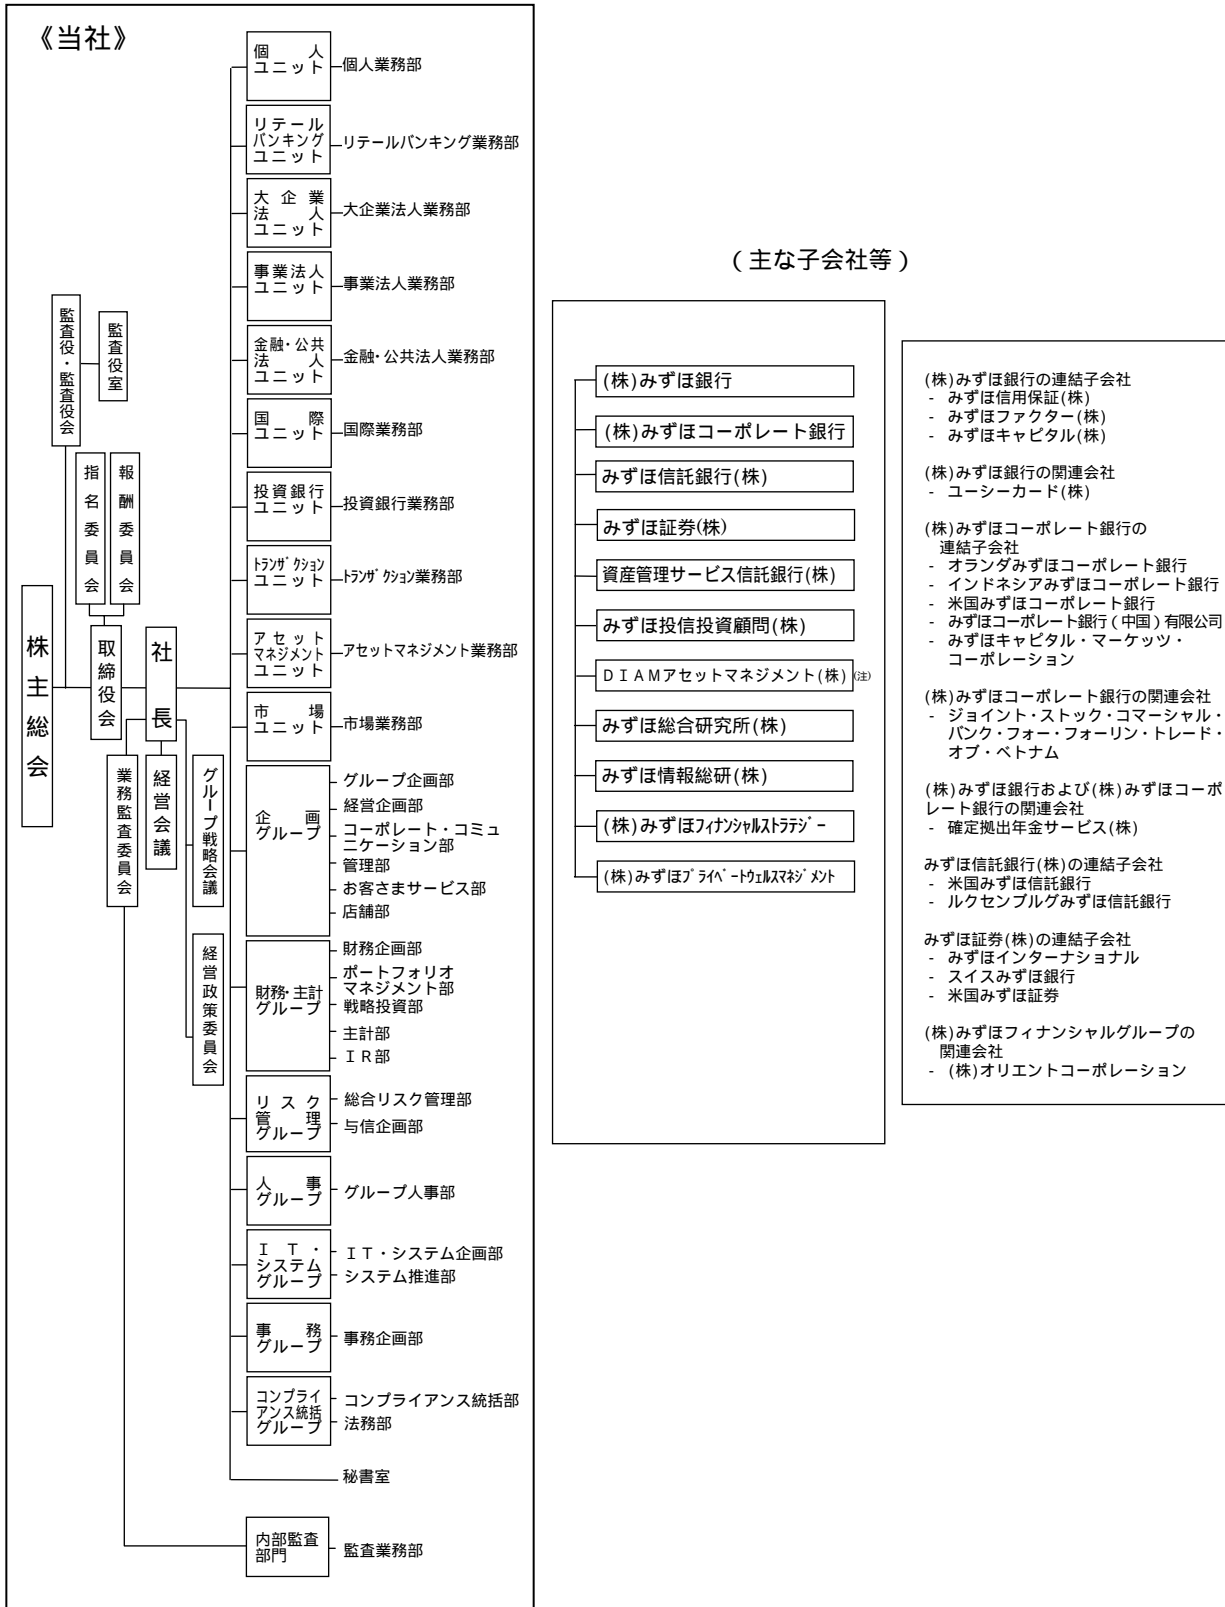 《当社》
個人
ユニット
個人業務部
リテール
バンキング
ユニット
リテールバンキング業務部
大企業
法人
ユニット
大企業法人業務部
事業法人
ユニット
事業法人業務部
金融・公共
法人
ユニット
金融・公共法人業務部
国際
ユニット
国際業務部
投資銀行
ユニット
投資銀行業務部
トランザクション
ユニット
トランザクション業務部
アセット
マネジメント
ユニット
アセットマネジメント業務部
市場
ユニット
市場業務部
企画
グループ
グループ企画部
経営企画部
コーポレート・コミュ
ニケーション部
管理部
お客さまサービス部
店舗部
財務・主計
グループ
財務企画部
ポートフォリオ
マネジメント部
戦略投資部
主計部
ＩＲ部
リスク
管理
グループ
総合リスク管理部
与信企画部
人事
グループ
グループ人事部
ＩＴ・
システム
グループ
ＩＴ・システム企画部
システム推進部
事務
グループ
事務企画部
コンプライ
アンス統括
グループ
コンプライアンス統括部
法務部
秘書室
内部監査
部門
監査業務部
株主総会
監査役・監査役会
監査役室
指名委員会
報酬委員会
取締役会
社長
業務監査委員会
経営会議
グループ戦略会議
経営政策委員会
（主な子会社等）
(株)みずほ銀行
(株)みずほコーポレート銀行
みずほ信託銀行(株)
みずほ証券(株)
資産管理サービス信託銀行(株)
みずほ投信投資顧問(株)
ＤＩＡＭアセットマネジメント(株)(注)
みずほ総合研究所(株)
みずほ情報総研(株)
(株)みずほフィナンシャルストラテジー
(株)みずほプライベートウェルスマネジメント
(株)みずほ銀行の連結子会社
- みずほ信用保証(株)
- みずほファクター(株)
- みずほキャピタル(株)
(株)みずほ銀行の関連会社
- ユーシーカード(株)
(株)みずほコーポレート銀行の
連結子会社
- オランダみずほコーポレート銀行
- インドネシアみずほコーポレート銀行
- 米国みずほコーポレート銀行
- みずほコーポレート銀行（中国）有限公司
- みずほキャピタル・マーケッツ・
コーポレーション
(株)みずほコーポレート銀行の関連会社
- ジョイント・ストック・コマーシャル・
バンク・フォー・フォーリン・トレード・
オブ・ベトナム
(株)みずほ銀行および(株)みずほコーポ
レート銀行の関連会社
- 確定拠出年金サービス(株)
みずほ信託銀行(株)の連結子会社
- 米国みずほ信託銀行
- ルクセンブルグみずほ信託銀行
みずほ証券(株)の連結子会社
- みずほインターナショナル
- スイスみずほ銀行
- 米国みずほ証券
(株)みずほフィナンシャルグループの
関連会社
- (株)オリエントコーポレーション